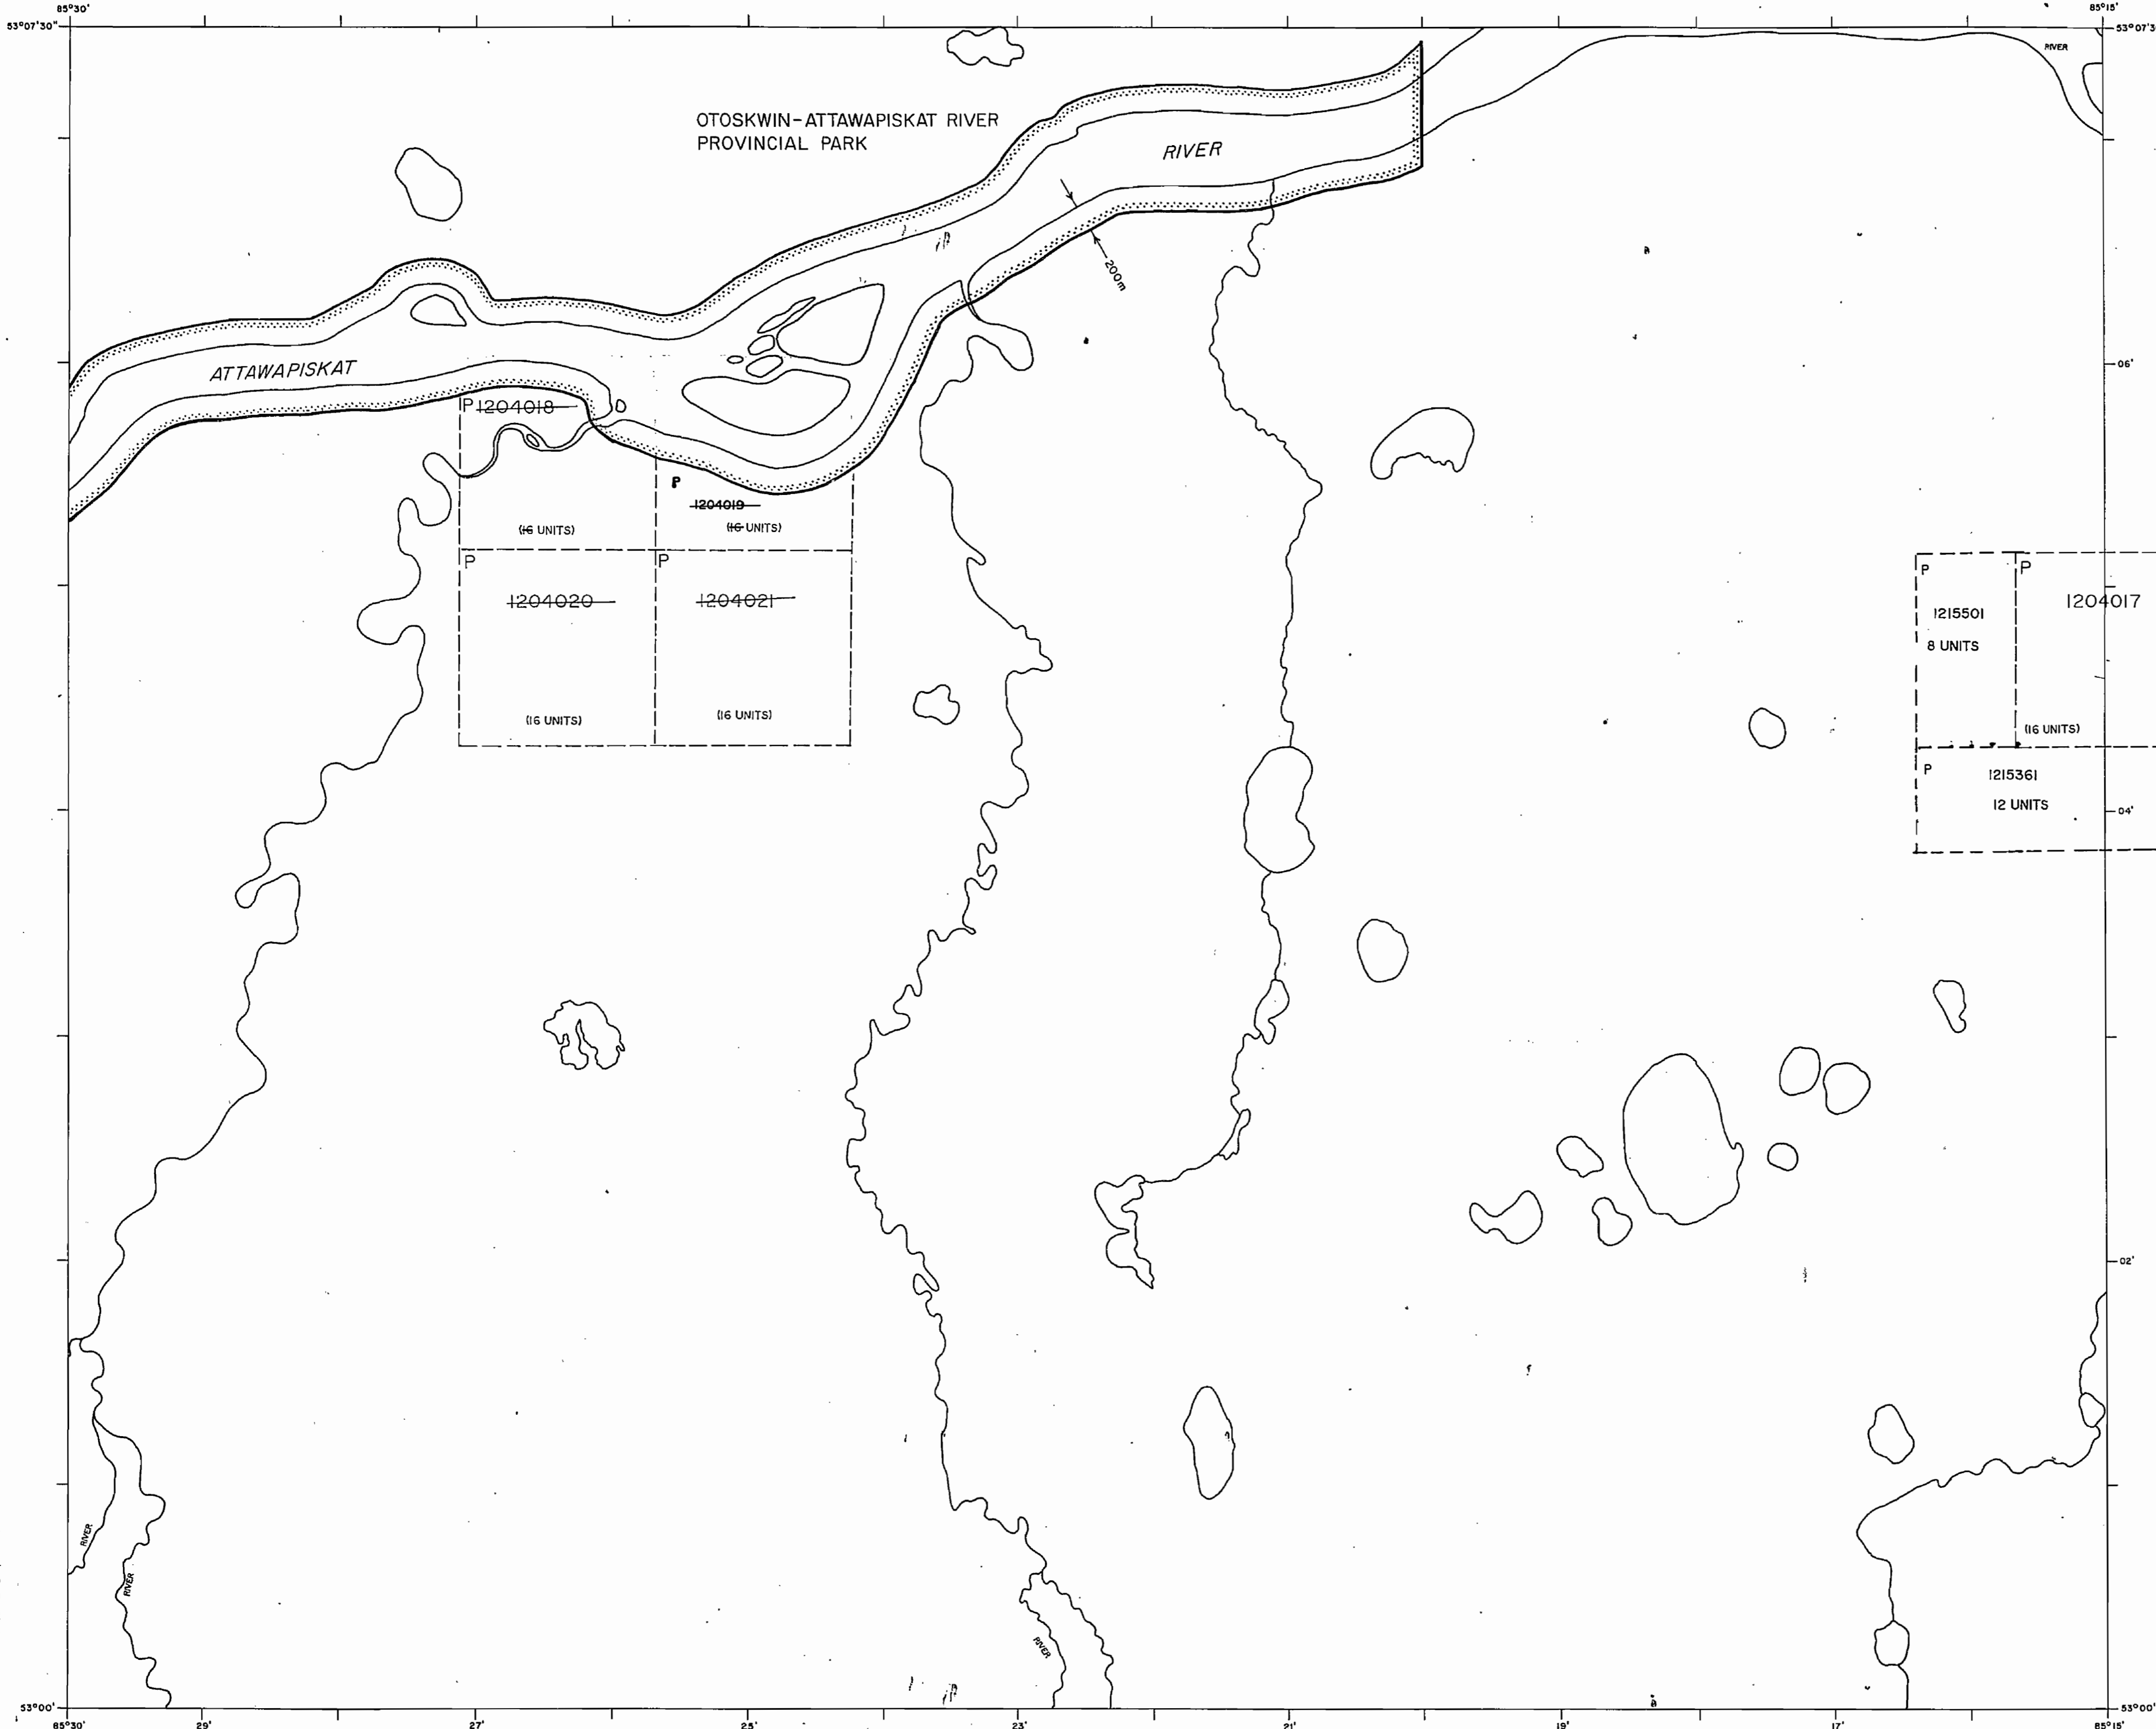 85°30'
85°15'
53°07'30"
53°07'3
RIVER
OTOSKWIN-ATTAWAPISKAT RIVER
PROVINCIAL PARK
RIVER
200m
06'
ATTAWAPISKAT
P 1204018
P
1204019
(16 UNITS)
(16 UNITS)
P
P
1204020
1204021
(16 UNITS)
(16 UNITS)
P
P
1215501
1204017
8 UNITS
(16 UNITS)
P
1215361
12 UNITS
04'
02'
RIVER
RIVER
RIVER
53°00'
53°00'
85°30'
29'
27'
25'
23'
21'
19'
17'
85°15'